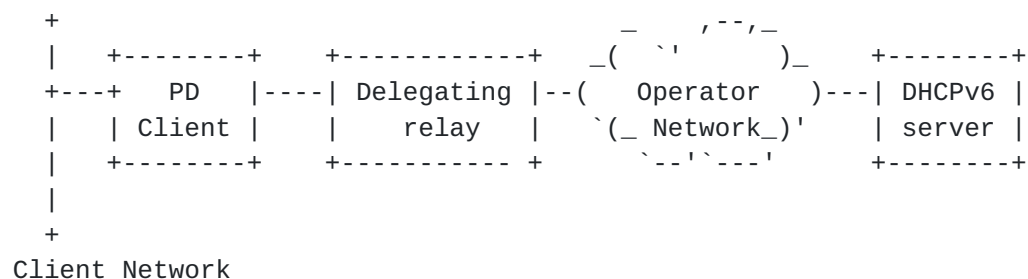 PD Delegating Operator DHCPv6
Client relay Network server
Client Network